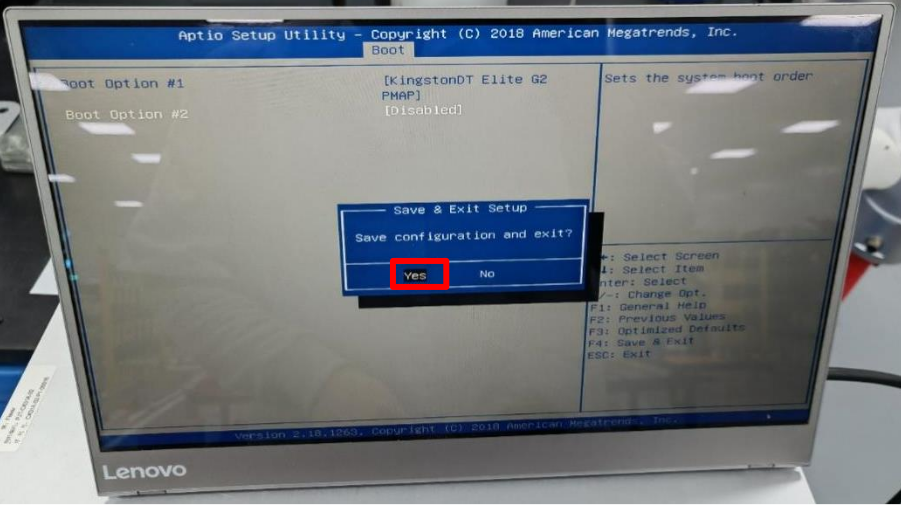 Aptio Setup Utility – Copyright (C) 2018 American Megatrends, Inc.
Boot
Boot Option #1
[KingstonDT Elite G2
PMAP]
Boot Option #2
[Disabled]
Sets the system boot order
Save & Exit Setup
Save configuration and exit?
Yes
No
: Select Screen
: Select Item
Enter: Select
/-: Change Opt.
F1: General Help
F2: Previous Values
F3: Optimized Defaults
F4: Save & Exit
ESC: Exit
Version 2.18.1263. Copyright (C) 2018 American Megatrends, Inc.
Lenovo